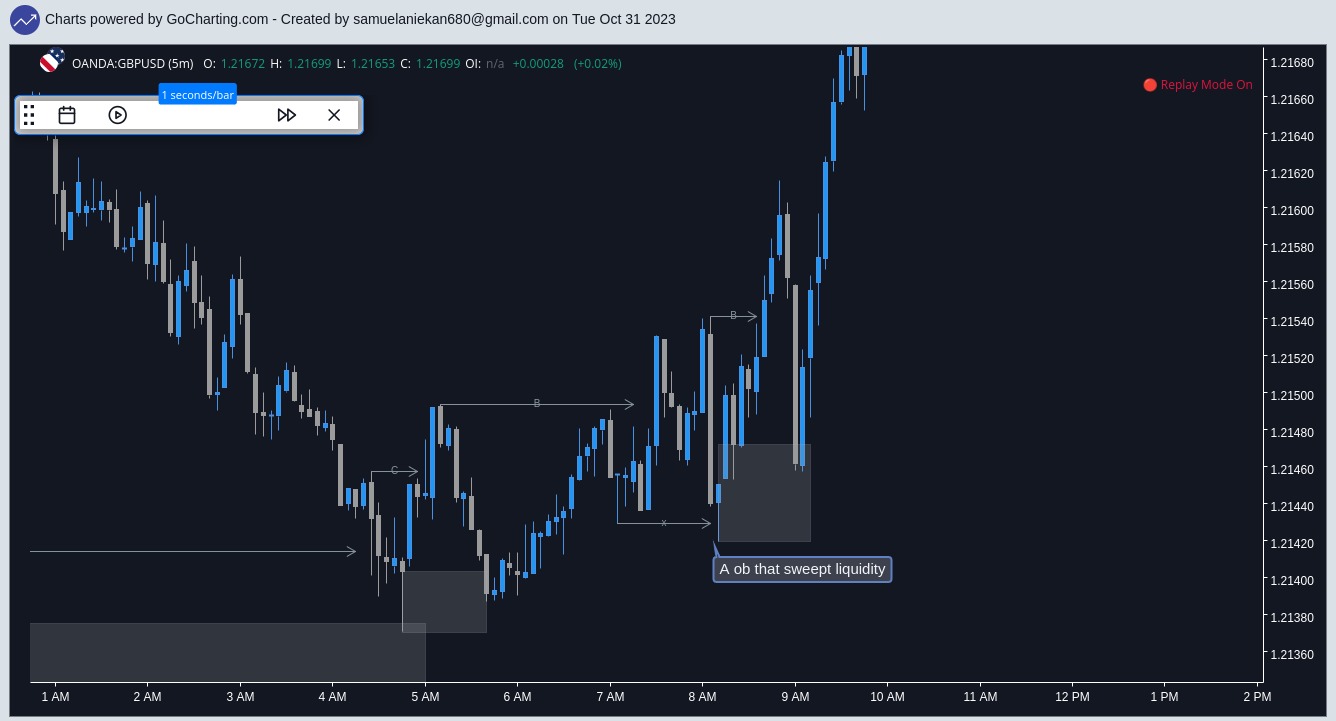 Charts powered by GoCharting.com - Created by samuelaniekan680@gmail.com on Tue Oct 31 2023
OANDA:GBPUSD (5m) O: 1.21672 H: 1.21699 L: 1.21653 C: 1.21699 OI: n/a +0.00028 (+0.02%)
1.21680
🔴 Replay Mode On
1 seconds/bar
1.21660
1.21640
1.21620
1.21600
1.21580
1.21560
1.21540
B
1.21520
1.21500
B
1.21480
C
1.21460
1.21440
x
1.21420
A ob that sweept liquidity
1.21400
1.21380
1.21360
1 AM 2 AM 3 AM 4 AM 5 AM 6 AM 7 AM 8 AM 9 AM 10 AM 11 AM 12 PM 1 PM 2 PM